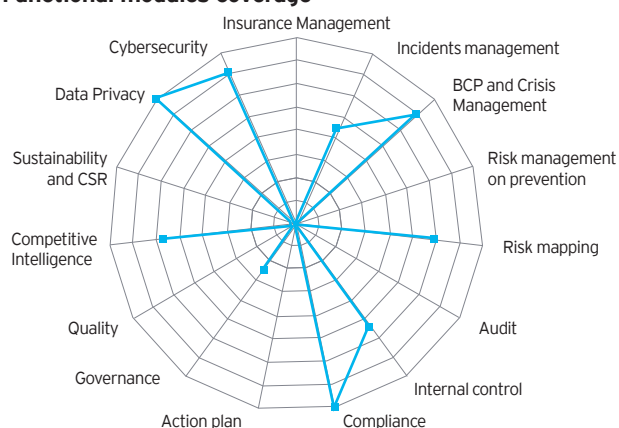 Functional modules coverage
Insurance Management
Cybersecurity
Incidents management
Data Privacy
BCP and Crisis
Management
Sustainability
and CSR
Risk management
on prevention
Competitive
Intelligence
Risk mapping
Quality
Audit
Governance
Internal control
Action plan
Compliance